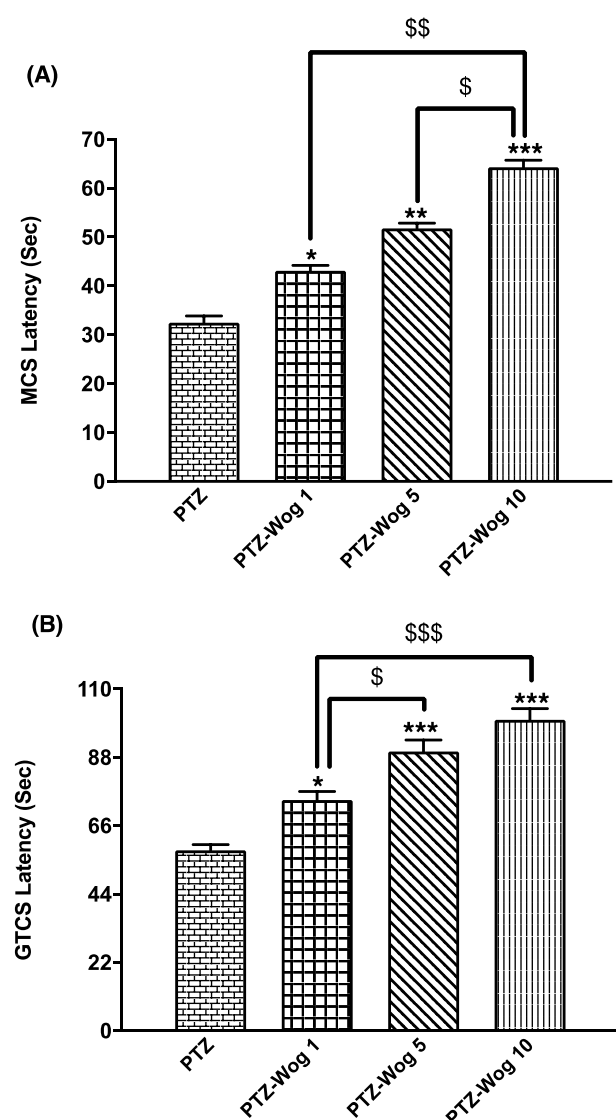 (A)
$$
$
MCS Latency (Sec)
70
60
50
40
30
20
10
0
*
**
***
PTZ
PTZ-Wog 1
PTZ-Wog 5
PTZ-Wog 10
(B)
$$$
$
GTCS Latency (Sec)
110
88
66
44
22
0
*
***
***
PTZ
PTZ-Wog 1
PTZ-Wog 5
PTZ-Wog 10